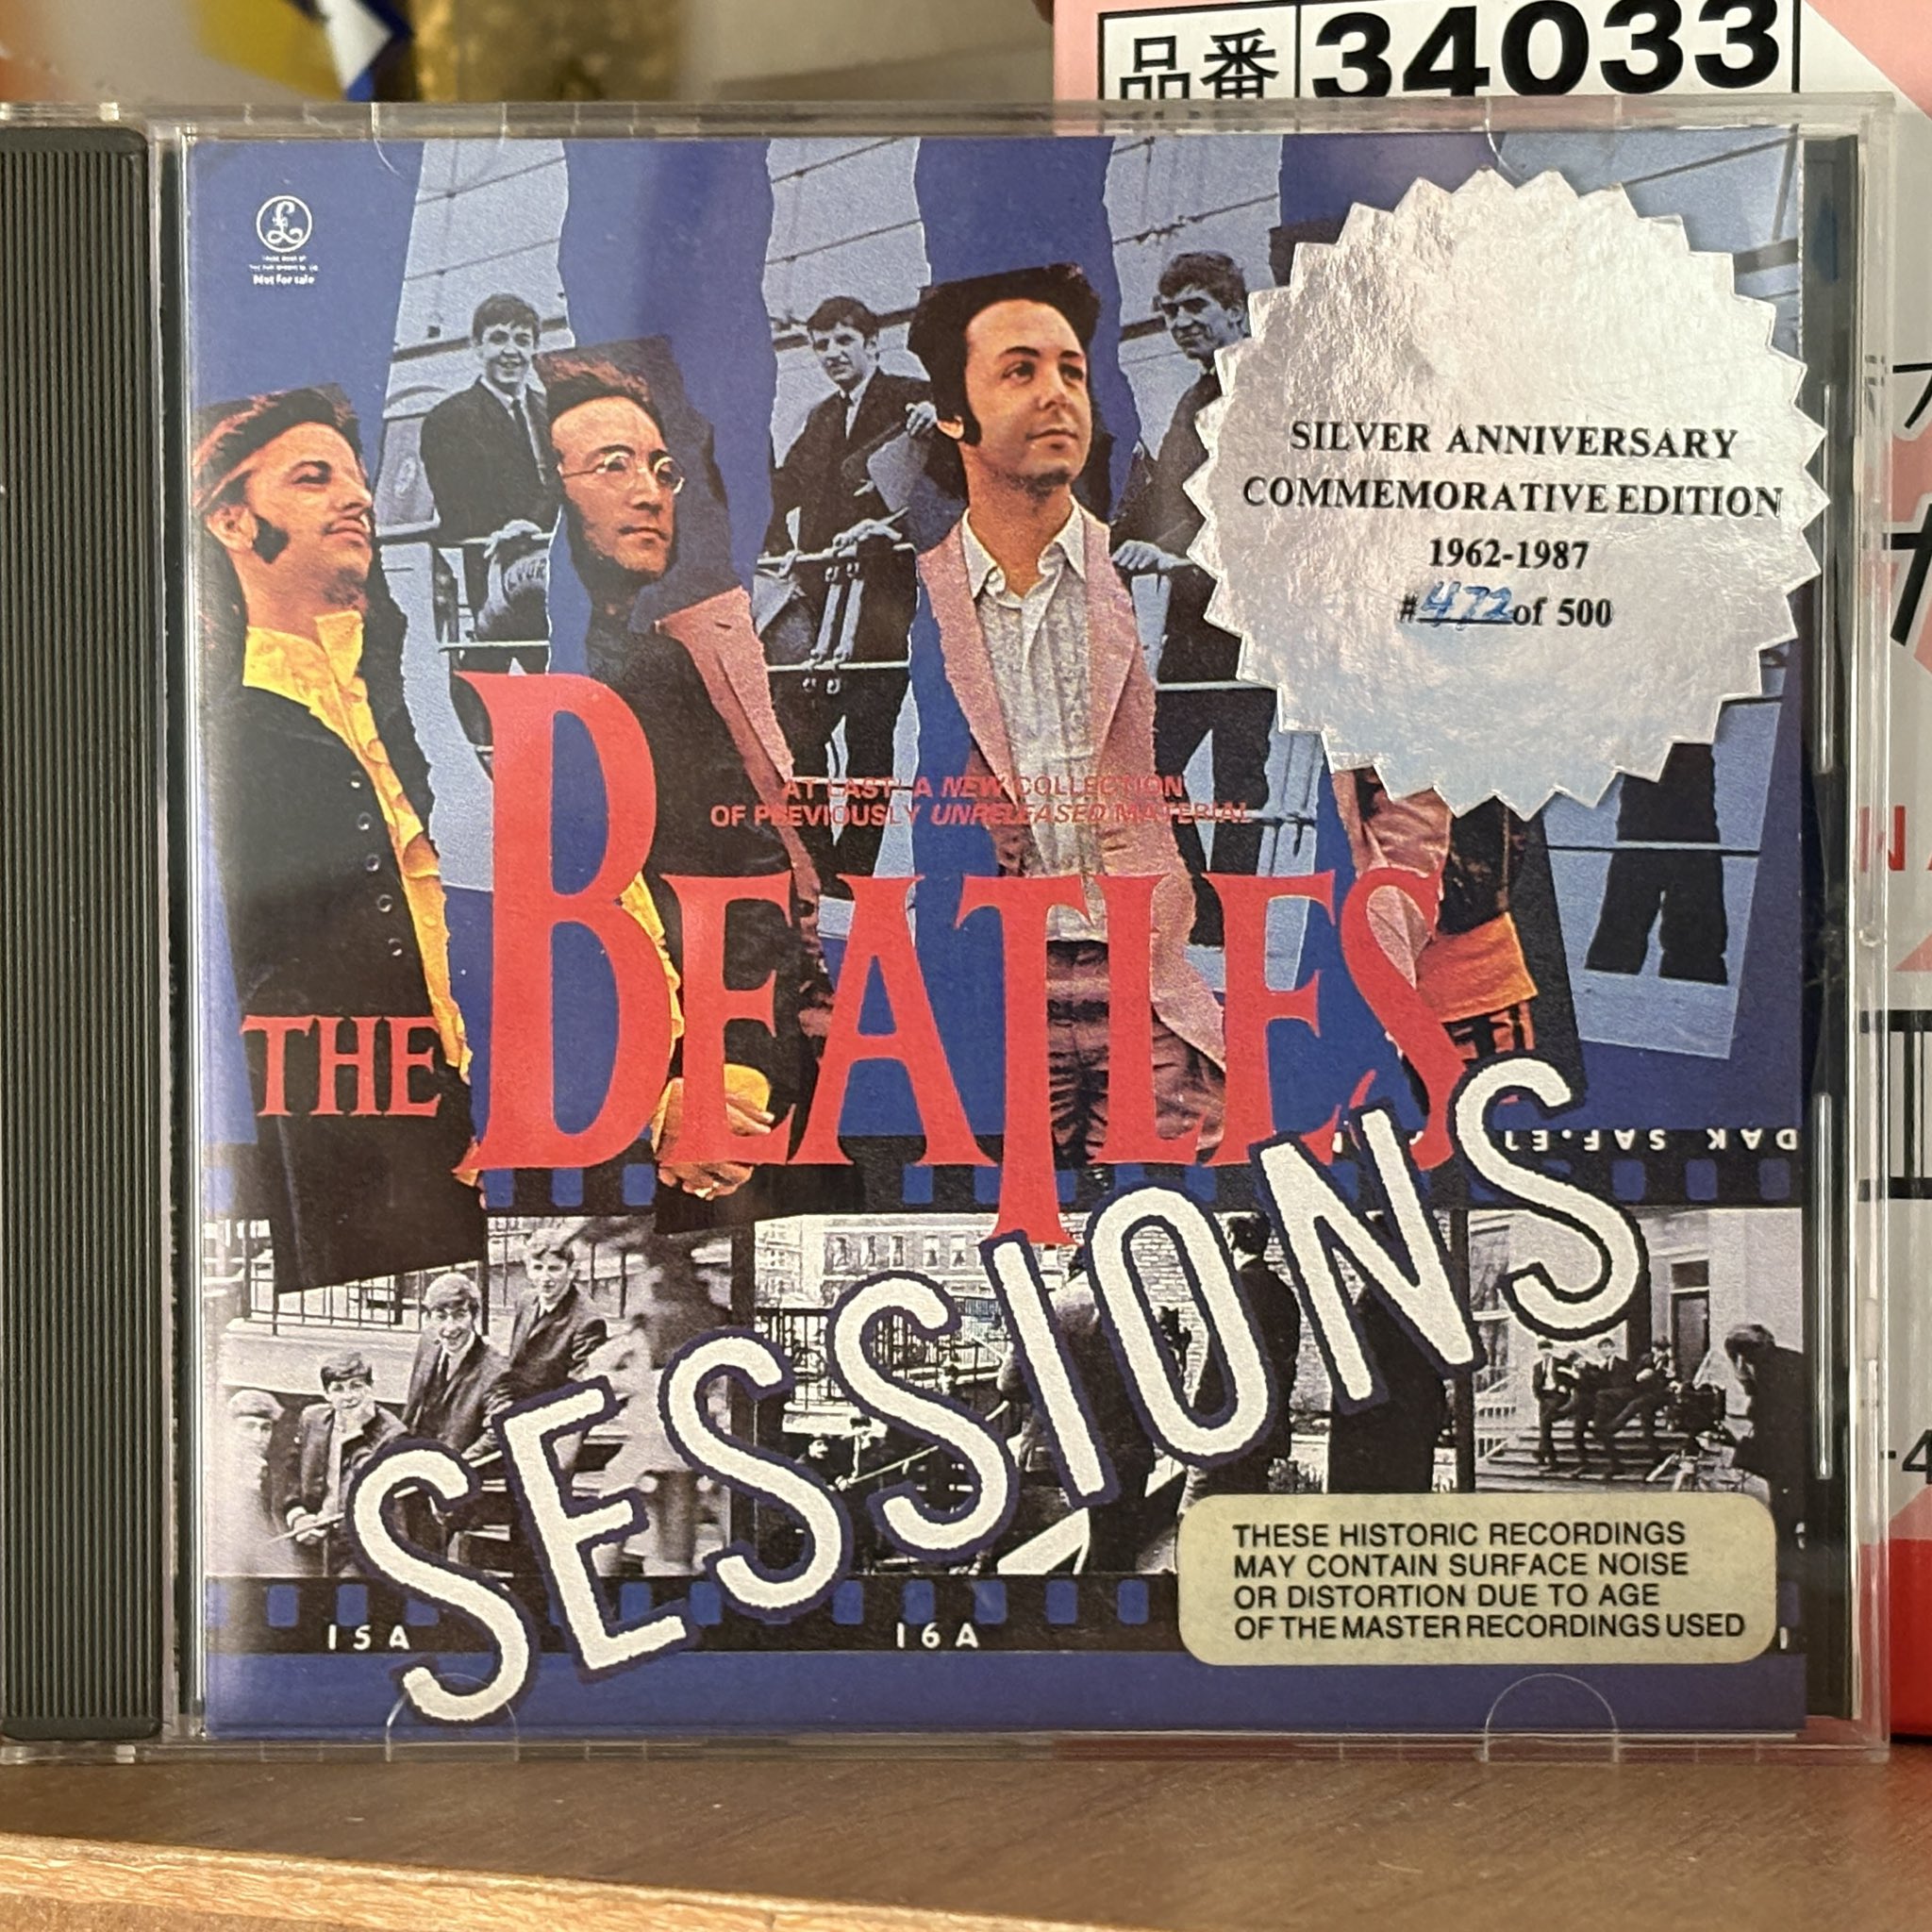 品番 34033
£
Not for sale
SILVER ANNIVERSARY
COMMEMORATIVE EDITION
1962-1987
#472 of 500
AT LAST-A NEW COLLECTION
OF PREVIOUSLY UNRELEASED MATERIAL
THE BEATLES
DAK SAF.E
SESSIONS
THESE HISTORIC RECORDINGS
MAY CONTAIN SURFACE NOISE
OR DISTORTION DUE TO AGE
OF THE MASTER RECORDINGS USED
15A
16A